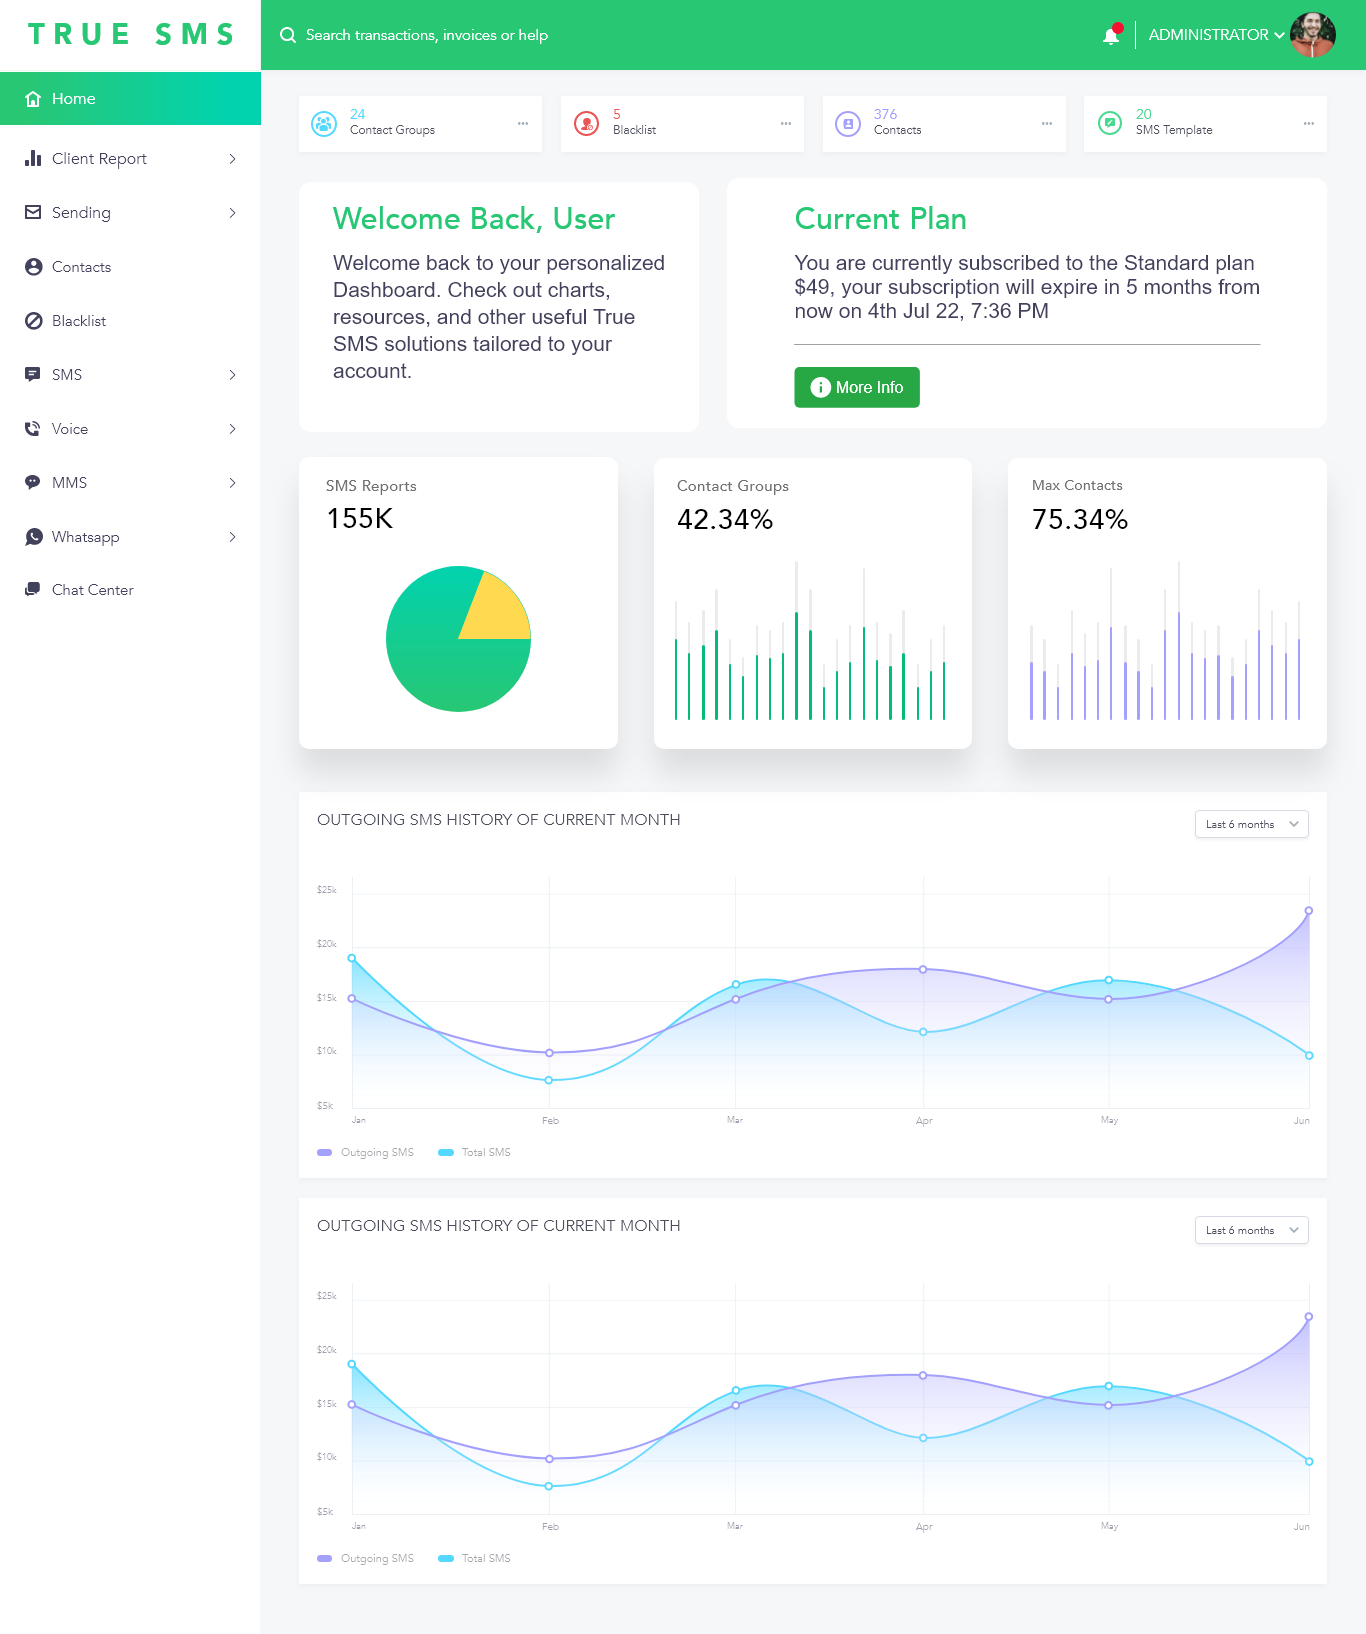 TRUE SMS
Search transactions, invoices or help
ADMINISTRATOR
Home
Client Report
Sending
Contacts
Blacklist
SMS
Voice
MMS
Whatsapp
Chat Center
24
Contact Groups
5
Blacklist
376
Contacts
20
SMS Template
Welcome Back, User
Welcome back to your personalized
Dashboard. Check out charts,
resources, and other useful True
SMS solutions tailored to your
account.
Current Plan
You are currently subscribed to the Standard plan
$49, your subscription will expire in 5 months from
now on 4th Jul 22, 7:36 PM
More Info
SMS Reports
155K
Contact Groups
42.34%
Max Contacts
75.34%
OUTGOING SMS HISTORY OF CURRENT MONTH
Last 6 months
$25k
$20k
$15k
$10k
$5k
Jan Feb Mar Apr May Jun
Outgoing SMS Total SMS
OUTGOING SMS HISTORY OF CURRENT MONTH
Last 6 months
$25k
$20k
$15k
$10k
$5k
Jan Feb Mar Apr May Jun
Outgoing SMS Total SMS